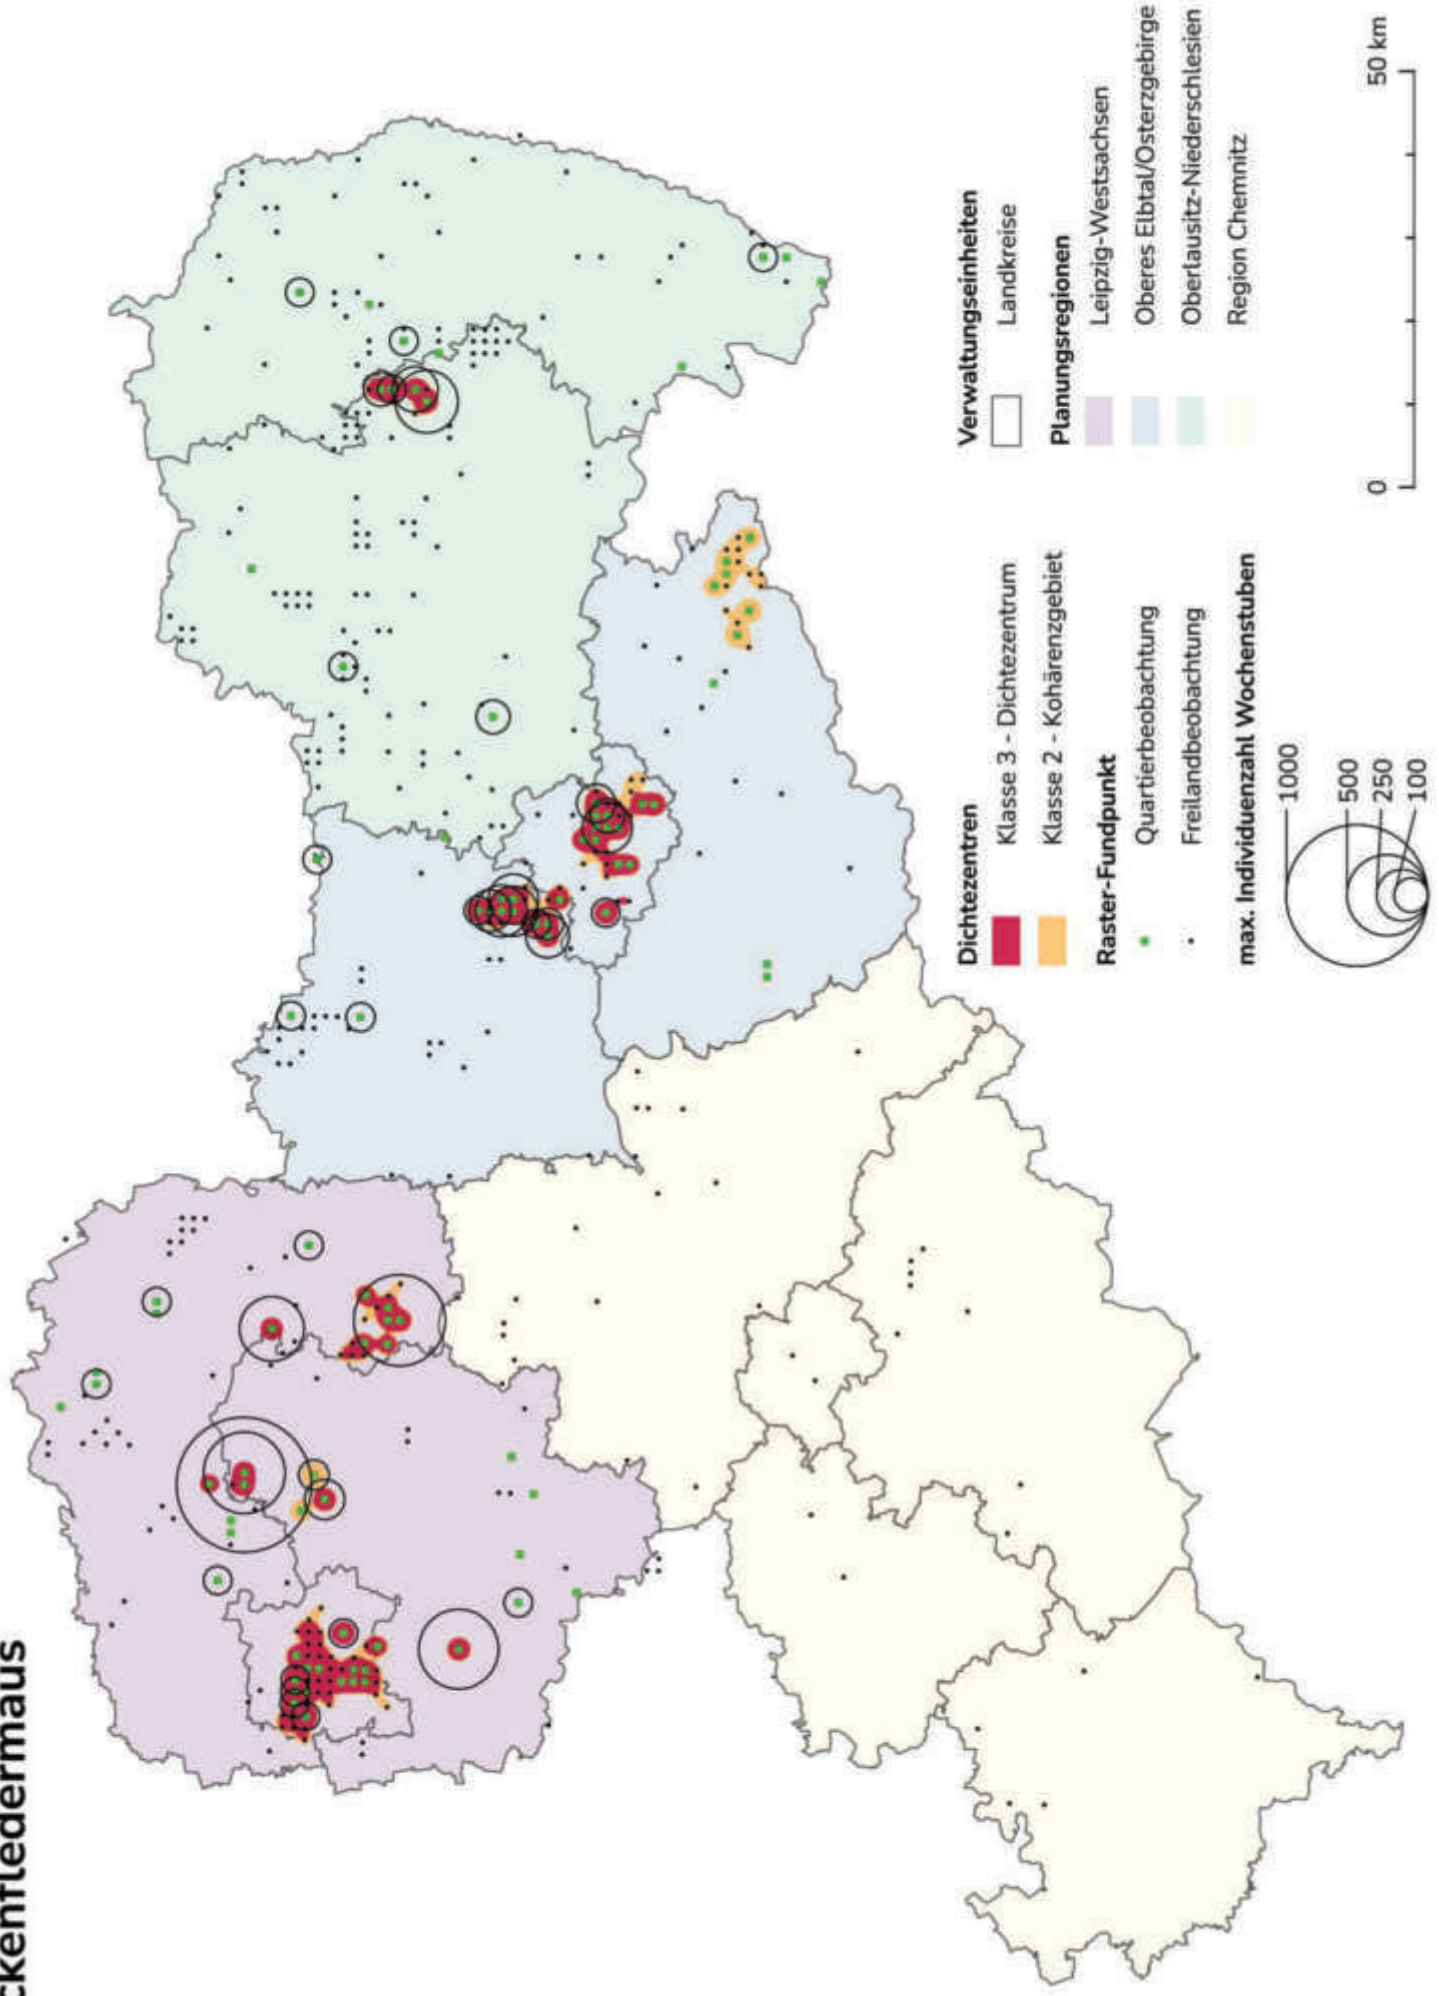 ckenfledermaus
Dichtezentren
Klasse 3 - Dichtezentrum
Klasse 2 - Kohärenzgebiet
Raster-Fundpunkt
Quartierbeobachtung
Freilandbeobachtung
max. Individuenzahl Wochenstuben
1000
500
250
100
Verwaltungseinheiten
Landkreise
Planungsregionen
Leipzig-Westsachsen
Oberes Elbtal/Osterzgebirge
Oberlausitz-Niederschlesien
Region Chemnitz
0
50 km